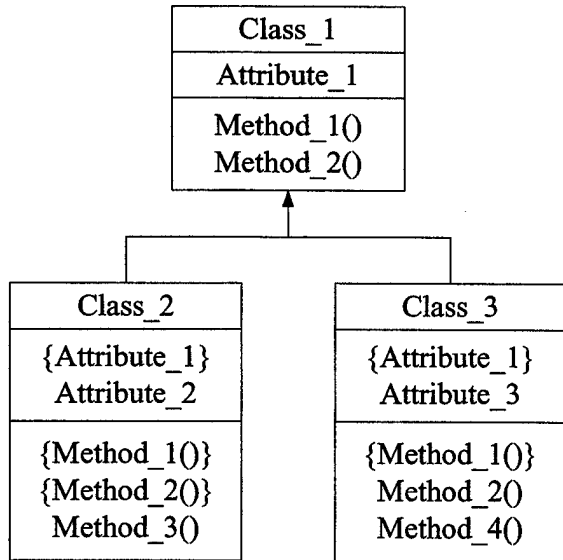 Class_1
Attribute_1
Method_1()
Method_2()
Class_2
{Attribute_1}
Attribute_2
{Method_1()}
{Method_2()}
Method_3()
Class_3
{Attribute_1}
Attribute_3
{Method_1()}
Method_2()
Method_4()